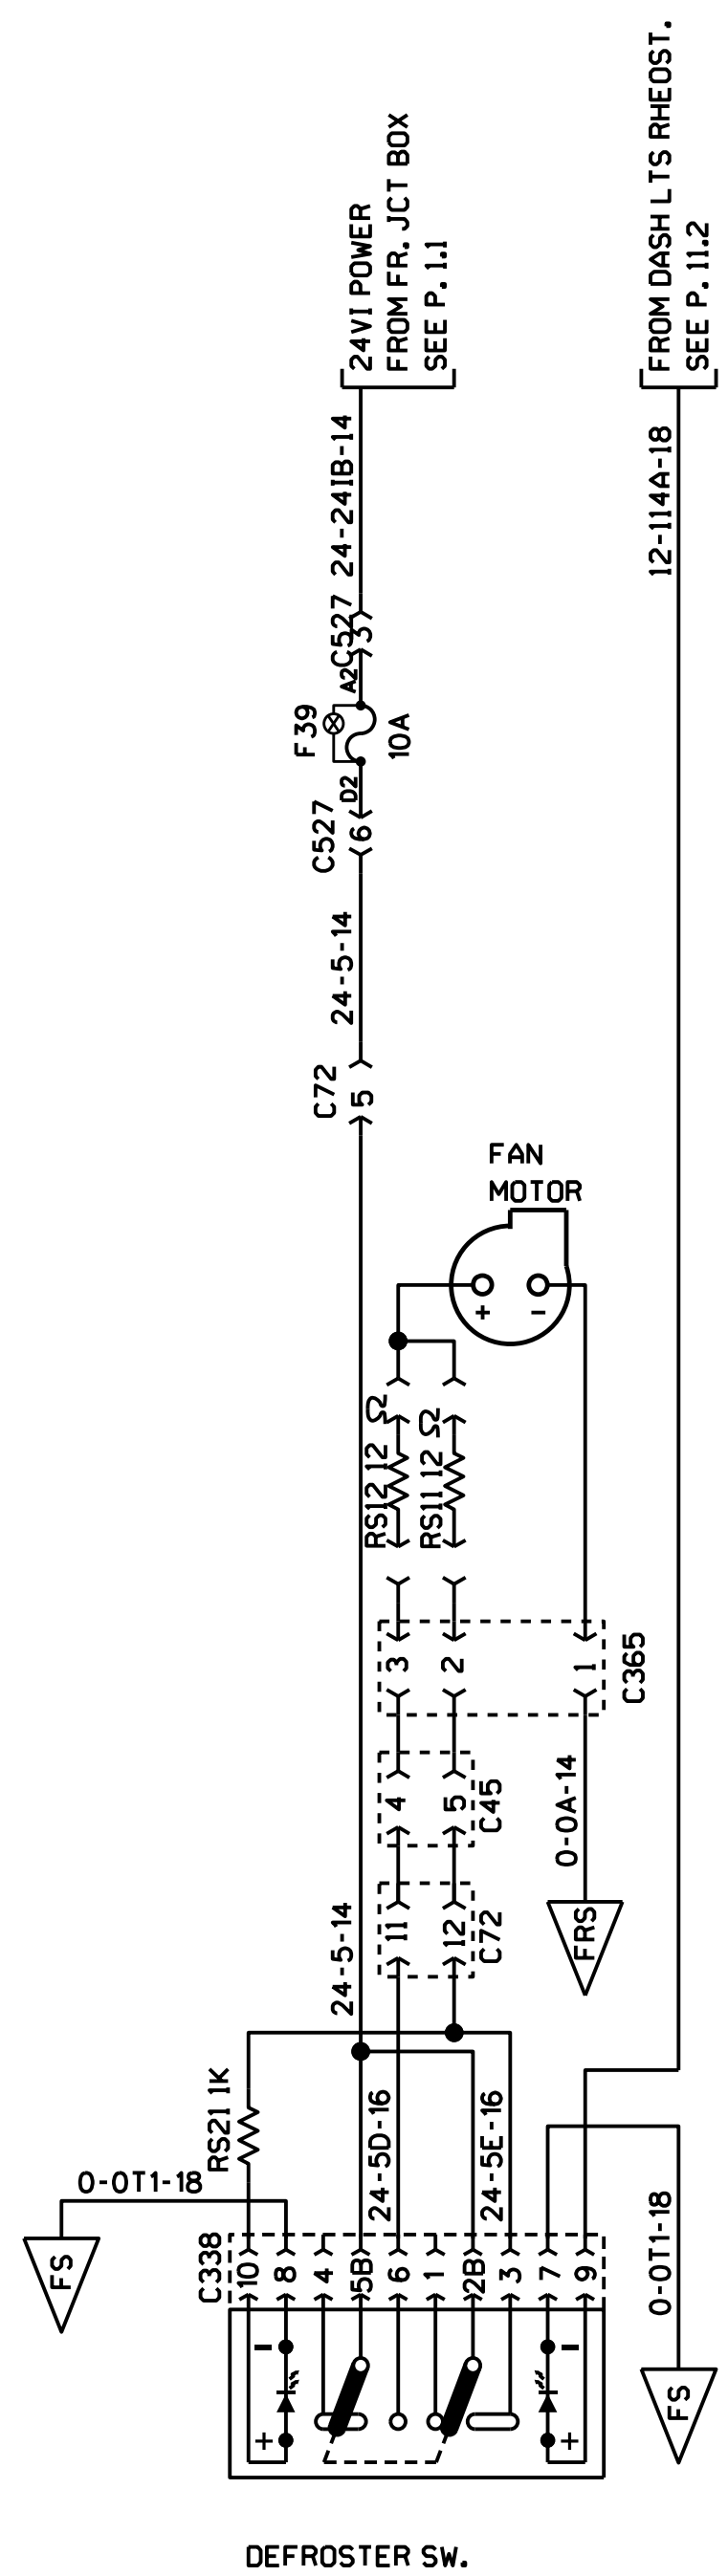 24VI POWER
FROM FR. JCT BOX
SEE P. 1.1
FROM DASH LTS RHEOST.
SEE P. 11.2
24-24IB-14
12-114A-18
C527
3
A2
F39
10A
D2
C527
6
24-5-14
C72
5
FAN
MOTOR
+
-
RS12 12 Ω
RS11 12 Ω
3
2
1
C365
4
5
C45
0-0A-14
11
12
C72
FRS
24-5-14
RS21 1K
24-5D-16
24-5E-16
0-0T1-18
FS
C338
10
8
4
5B
6
1
2B
3
7
9
0-0T1-18
FS
-
-
+
+
DEFROSTER SW.